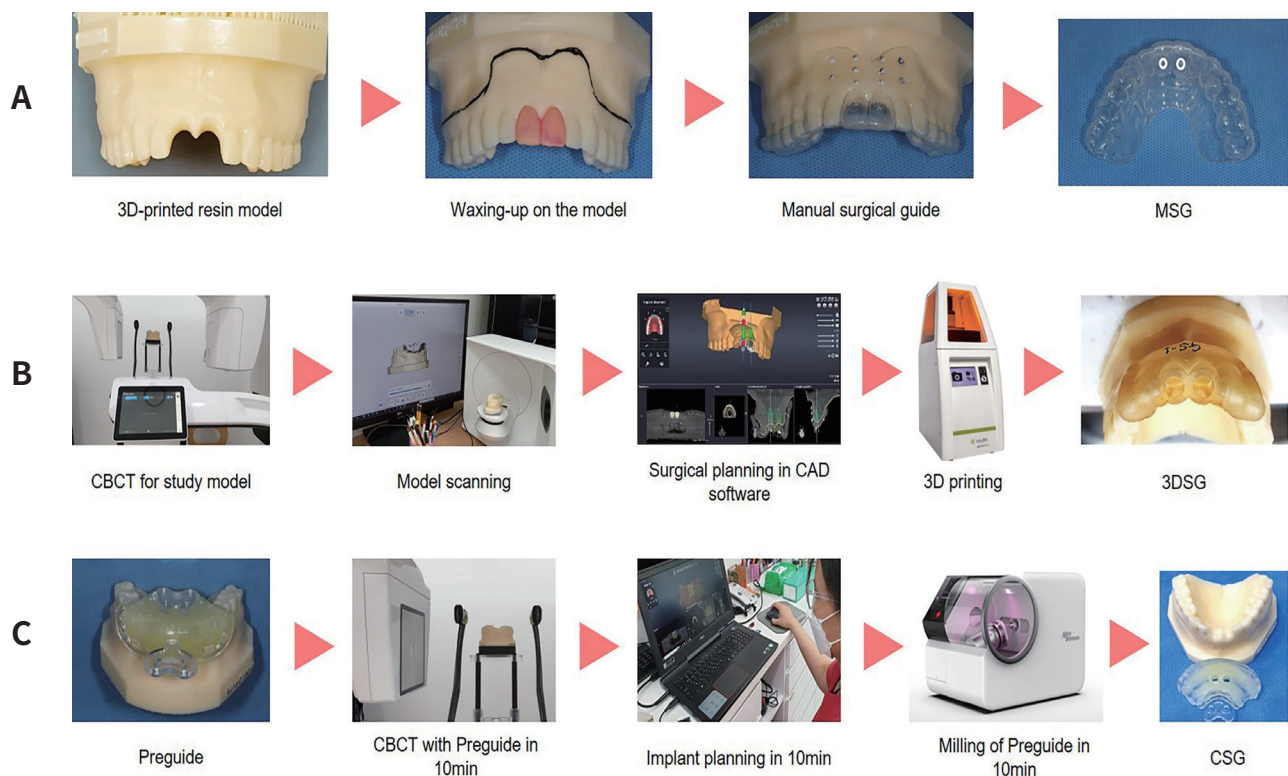 A
3D-printed resin model
Waxing-up on the model
Manual surgical guide
MSG
B
CBCT for study model
Model scanning
Surgical planning in CAD
software
3D printing
3DSG
C
Preguide
CBCT with Preguide in
10min
Implant planning in 10min
Milling of Preguide in
10min
CSG